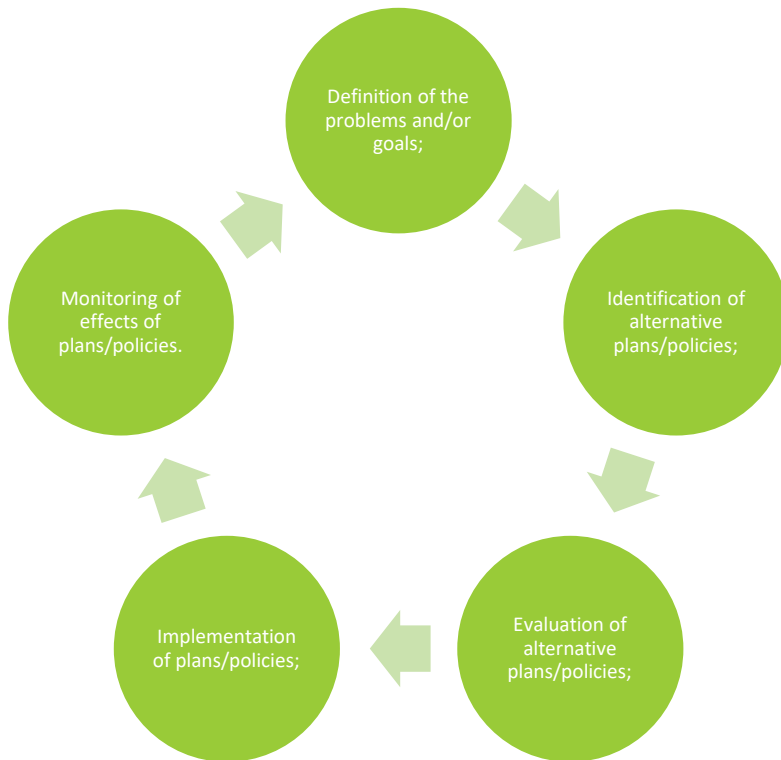 Definition of the
problems and/or
goals;
Identification of
alternative
plans/policies;
Evaluation of
alternative
plans/policies;
Implementation
of plans/policies;
Monitoring of
effects of
plans/policies.